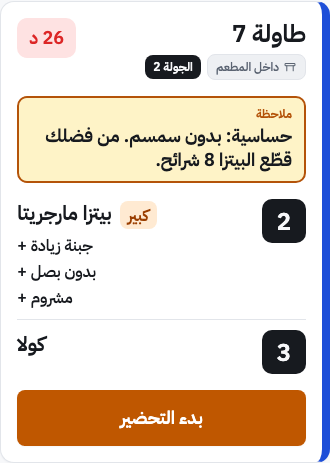 طاولة 7
26 د
داخل المطعم
الجولة 2
ملاحظة
حساسية: بدون سمسم. من فضلك
قطّع البيتزا 8 شرائح.
2
كبير
بيتزا مارجريتا
جبنة زيادة +
بدون بصل +
مشروم +
3
كولا
بدء التحضير